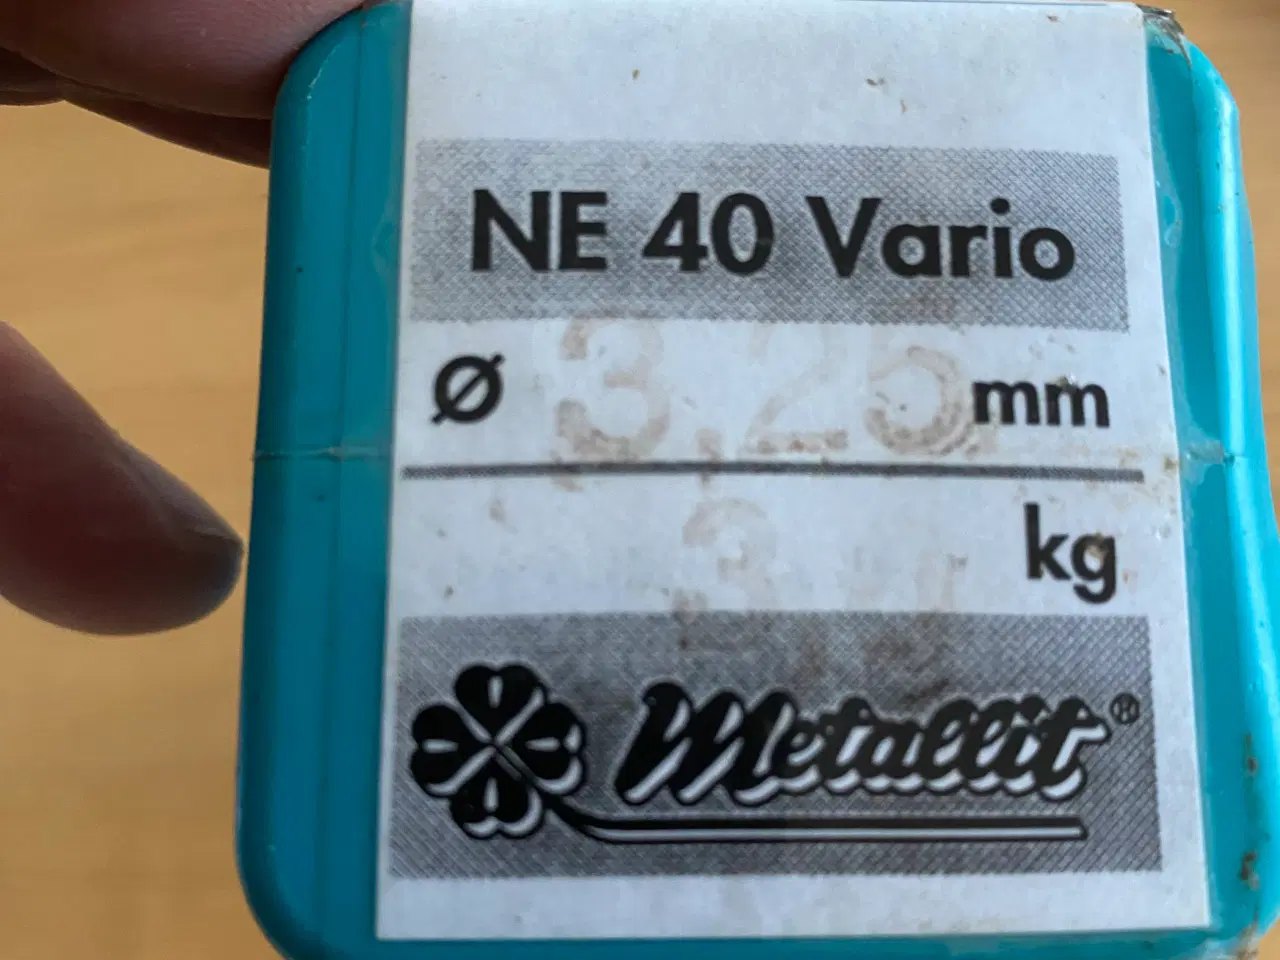 NE 40 Vario
Ø 3,25 mm
kg
Metallit®